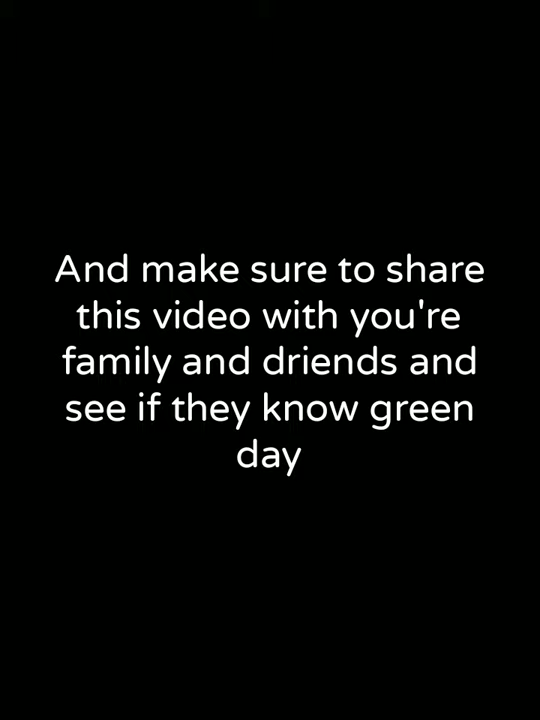 And make sure to share
this video with you're
family and driends and
see if they know green
day